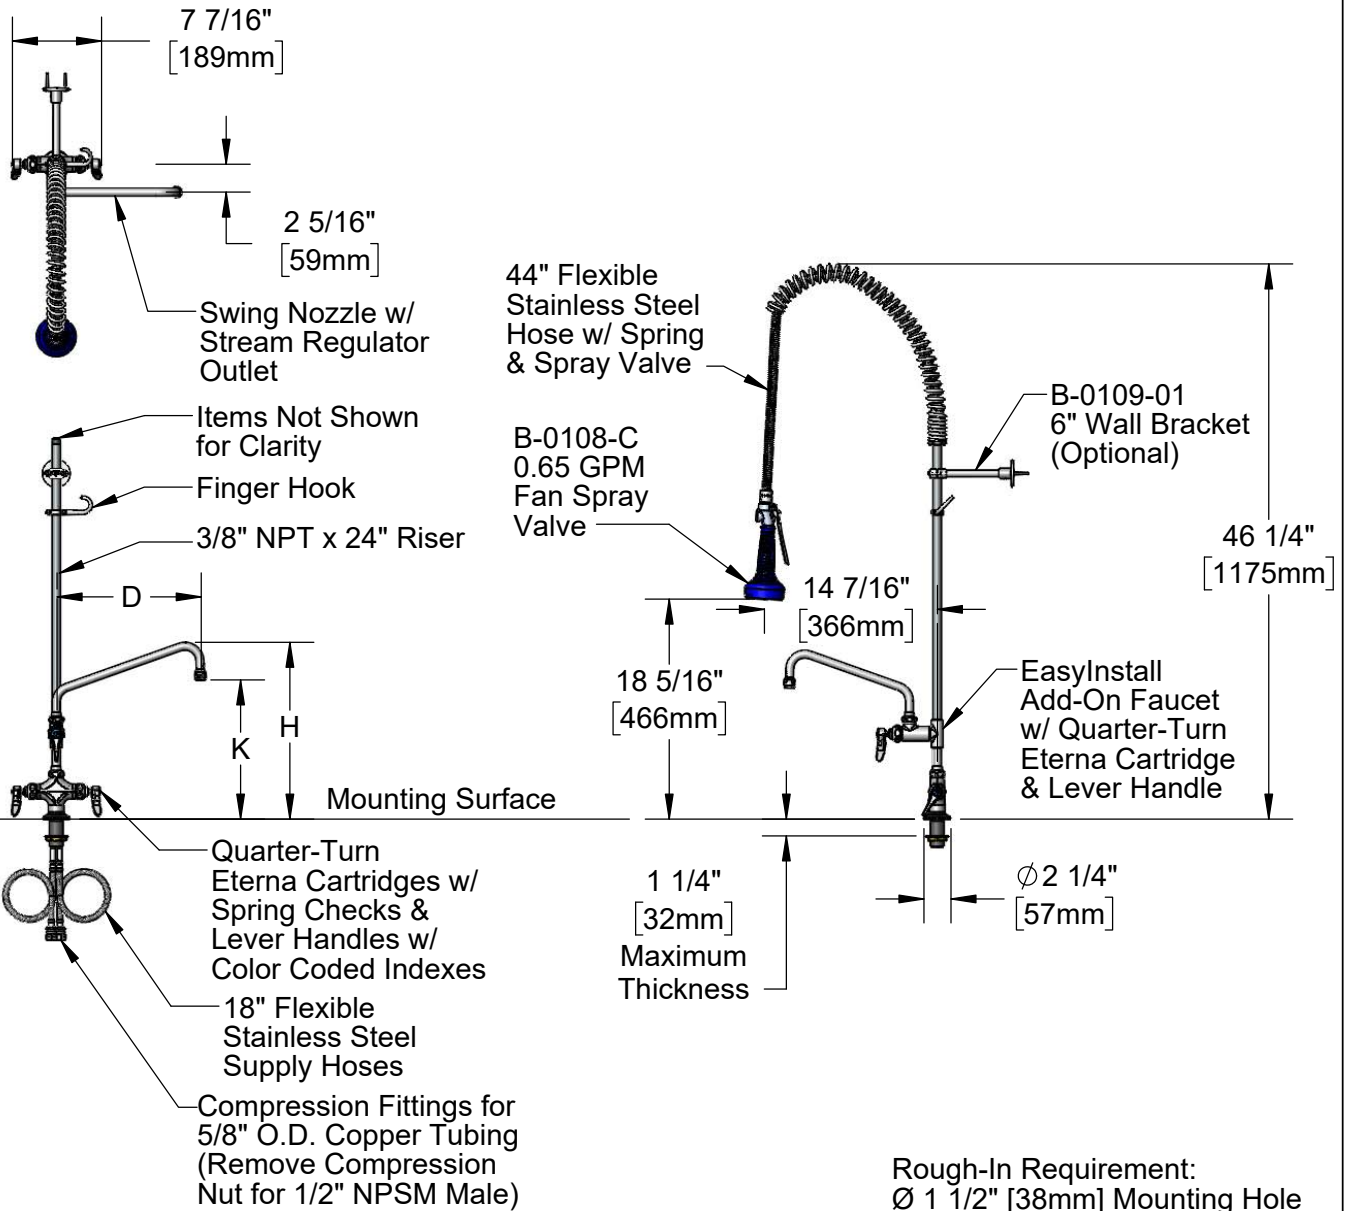 7 7/16"
[189mm]
2 5/16"
[59mm]
Swing Nozzle w/
Stream Regulator
Outlet
Items Not Shown
for Clarity
Finger Hook
3/8" NPT x 24" Riser
D
H
K
Mounting Surface
Quarter-Turn
Eterna Cartridges w/
Spring Checks &
Lever Handles w/
Color Coded Indexes
18" Flexible
Stainless Steel
Supply Hoses
Compression Fittings for
5/8" O.D. Copper Tubing
(Remove Compression
Nut for 1/2" NPSM Male)
44" Flexible
Stainless Steel
Hose w/ Spring
& Spray Valve
B-0108-C
0.65 GPM
Fan Spray
Valve
B-0109-01
6" Wall Bracket
(Optional)
46 1/4"
[1175mm]
14 7/16"
[366mm]
18 5/16"
[466mm]
EasyInstall
Add-On Faucet
w/ Quarter-Turn
Eterna Cartridge
& Lever Handle
1 1/4"
[32mm]
Maximum
Thickness
Ø 2 1/4"
[57mm]
Rough-In Requirement:
Ø 1 1/2" [38mm] Mounting Hole